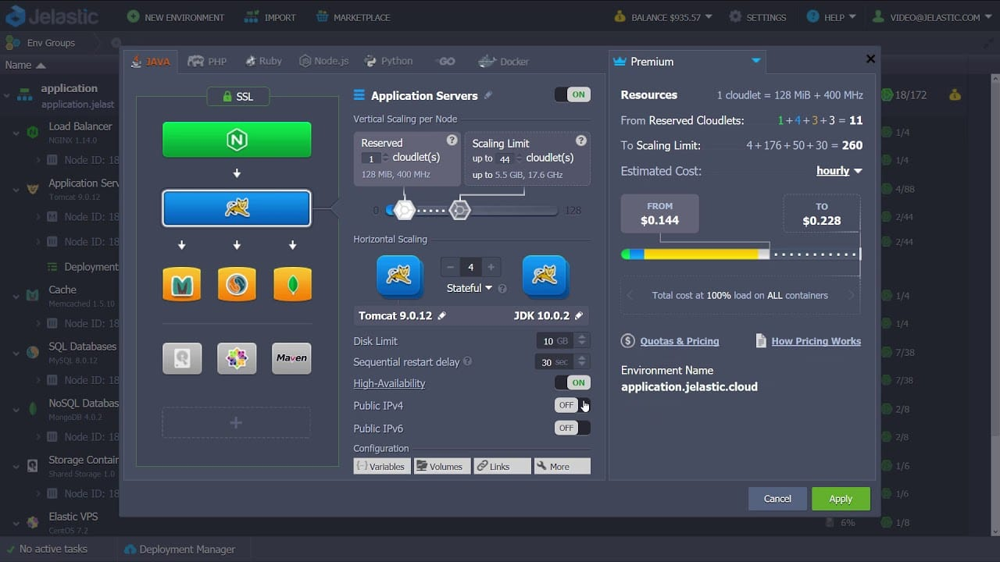 Jelastic
NEW ENVIRONMENT
IMPORT
MARKETPLACE
BALANCE $935.57
SETTINGS
HELP
VIDEO@JELASTIC.COM
Env Groups
Name
application
application.jelast
18/172
Load Balancer
NGINX 1.14.0
1/4
Node ID: 18
1/4
Application Serv
Tomcat 9.0.12
4/88
Node ID: 18
2/44
Node ID: 18
2/44
Deployment
Cache
Memcached 1.5.10
1/4
Node ID: 18
1/4
SQL Databases
MySQL 8.0.12
7/38
Node ID: 18
7/38
NoSQL Databas
MongoDB 4.0.2
2/8
Node ID: 18
2/8
Storage Contain
Shared Storage 1.0
1/6
Node ID: 18
1/6
Elastic VPS
CentOS 7.2
6%
1/8
JAVA
PHP
Ruby
Node.js
Python
GO
Docker
SSL
Maven
+
Application Servers
ON
Vertical Scaling per Node
Reserved
?
1 cloudlet(s)
128 MiB, 400 MHz
Scaling Limit
?
up to 44 cloudlet(s)
up to 5.5 GiB, 17.6 GHz
0
128
Horizontal Scaling
− 4 +
Stateful ?
Tomcat 9.0.12
JDK 10.0.2
Disk Limit
10 GB
Sequential restart delay ?
30 sec
High-Availability
ON
Public IPv4
OFF
Public IPv6
OFF
Configuration
Variables
Volumes
Links
More
Premium
Resources
1 cloudlet = 128 MiB + 400 MHz
From Reserved Cloudlets:
1+4+3+3 = 11
To Scaling Limit:
4+176+50+30 = 260
Estimated Cost:
hourly
FROM
$0.144
TO
$0.228
Total cost at 100% load on ALL containers
Quotas & Pricing
How Pricing Works
Environment Name
application.jelastic.cloud
Cancel
Apply
No active tasks
Deployment Manager